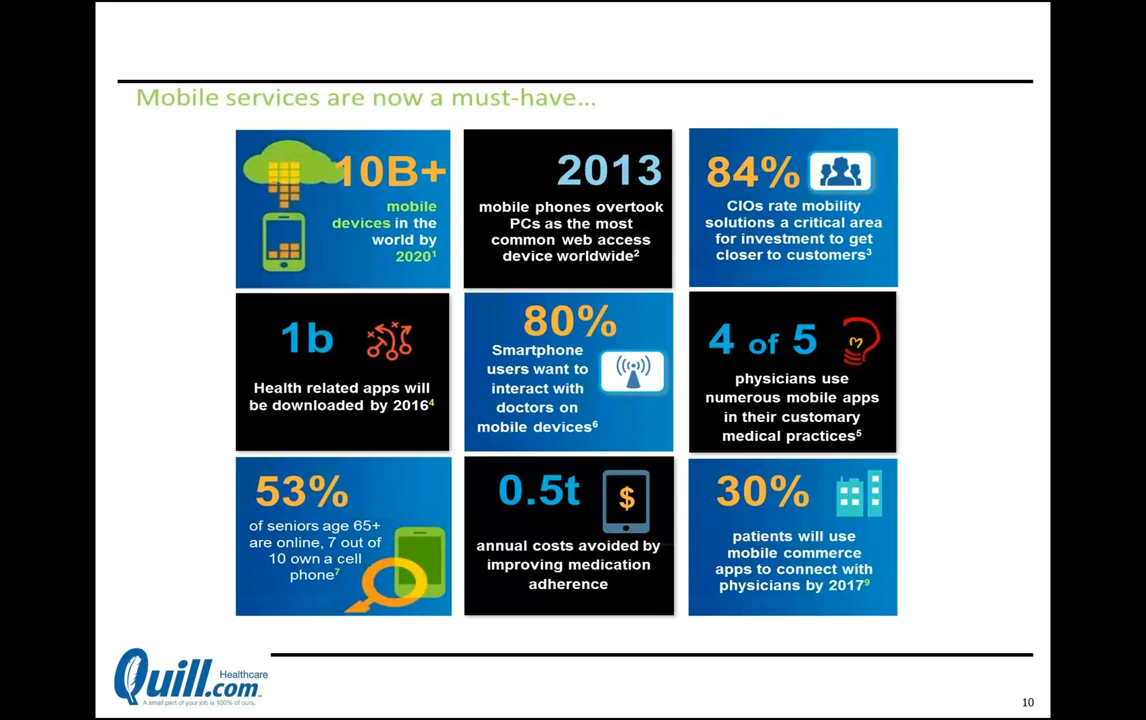 Mobile services are now a must-have...
10B+
mobile
devices in the
world by
2020¹
2013
mobile phones overtook
PCs as the most
common web access
device worldwide²
84%
CIOs rate mobility
solutions a critical area
for investment to get
closer to customers³
1b
Health related apps will
be downloaded by 2016⁴
80%
Smartphone
users want to
interact with
doctors on
mobile devices⁶
4 of 5
physicians use
numerous mobile apps
in their customary
medical practices⁵
53%
of seniors age 65+
are online, 7 out of
10 own a cell
phone⁷
0.5t
$
annual costs avoided by
improving medication
adherence
30%
patients will use
mobile commerce
apps to connect with
physicians by 2017⁹
Healthcare
Quill.com
A small part of your job is 100% of ours.
10